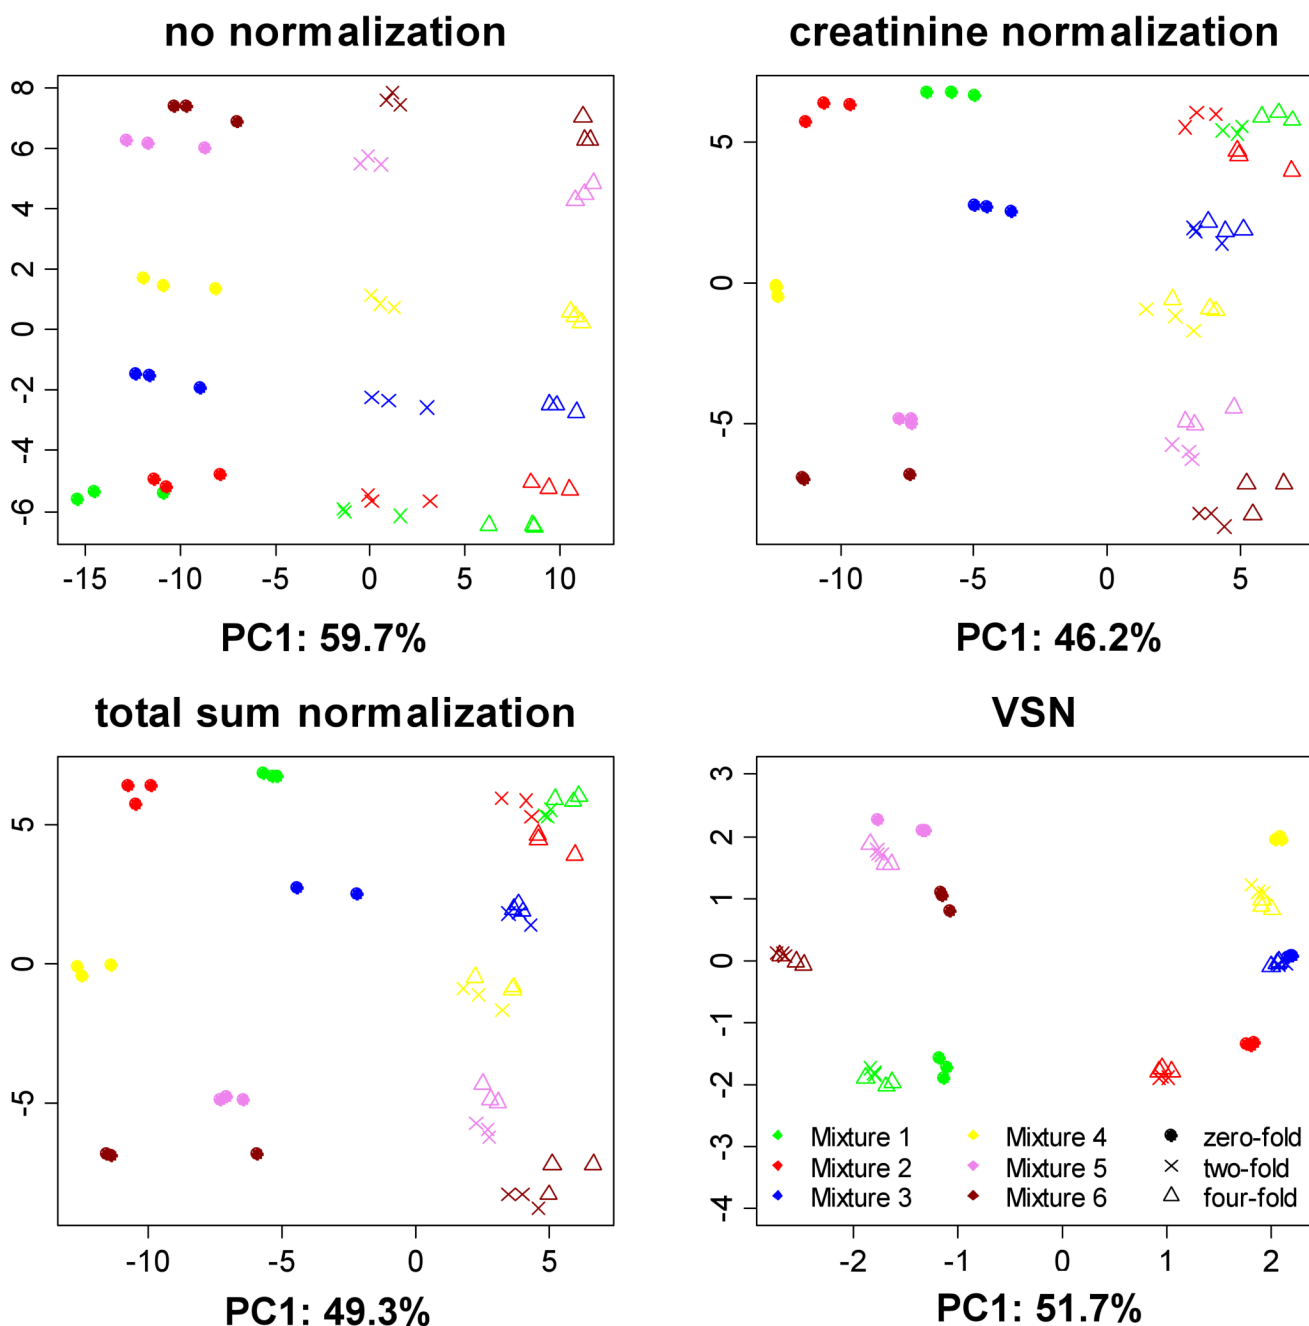 no normalization
8
6
4
2
0
-2
-4
-6
-15 -10 -5 0 5 10
PC1: 59.7%
creatinine normalization
5
0
-5
-10 -5 0 5
PC1: 46.2%
total sum normalization
5
0
-5
-10 -5 0 5
PC1: 49.3%
VSN
3
2
1
0
-1
-2
-3
-4
Mixture 1 Mixture 4 zero-fold
Mixture 2 Mixture 5 two-fold
Mixture 3 Mixture 6 four-fold
-2 -1 0 1 2
PC1: 51.7%